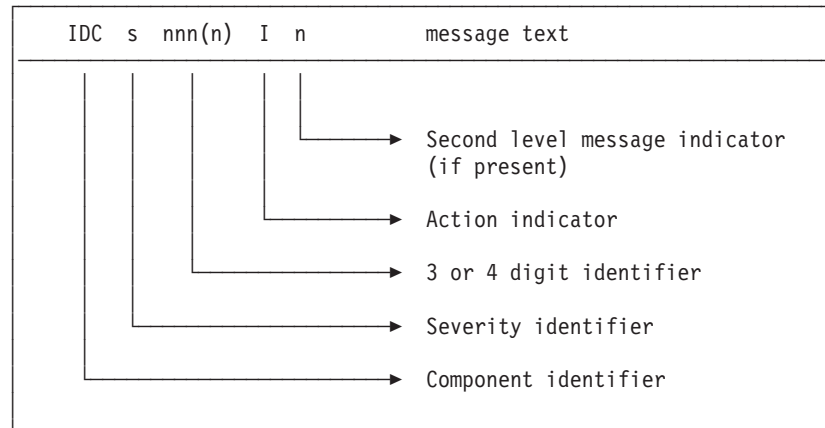 IDC s nnn(n) I n message text
Second level message indicator
(if present)
Action indicator
3 or 4 digit identifier
Severity identifier
Component identifier